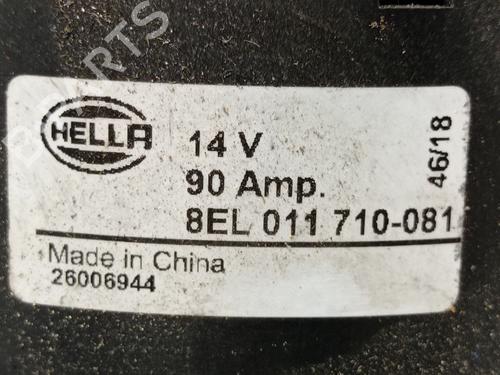 HELLA
14 V
90 Amp.
8EL 011 710-081
46/18
Made in China
26006944